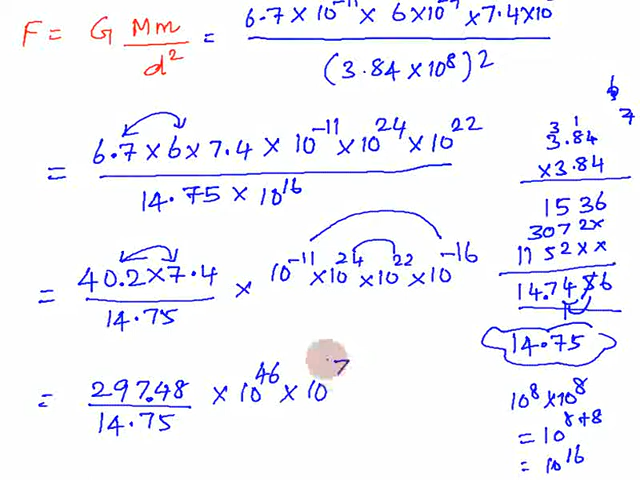 F = G Mm/d² = 6.7 × 10⁻¹¹ × 6 × 10²⁴ × 7.4 × 10 / (3.84 × 10⁸)²
= 6.7 × 6 × 7.4 × 10⁻¹¹ × 10²⁴ × 10²² / 14.75 × 10¹⁶
= 40.2 × 7.4 / 14.75 × 10⁻¹¹ × 10²⁴ × 10²² × 10⁻¹⁶
= 297.48 / 14.75 × 10⁴⁶ × 10
3 1
3.84
×3.84
1536
3072×
1152××
14.7456
14.75
10⁸ × 10⁸
= 10⁸⁺⁸
= 10¹⁶